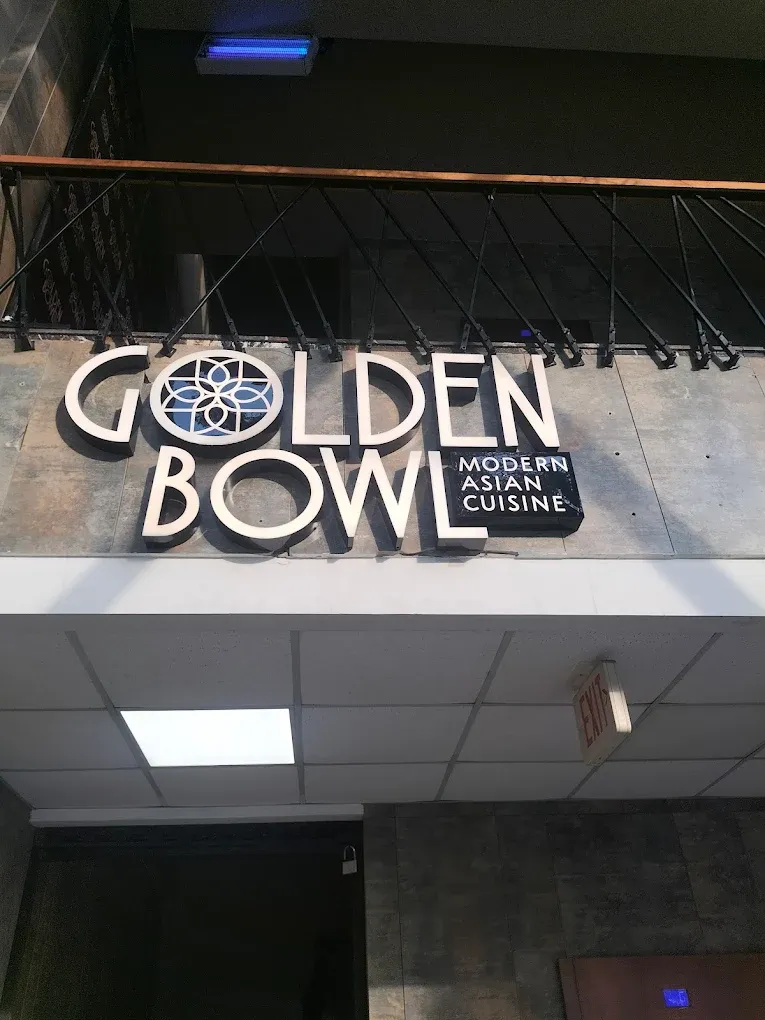 GOLDEN
BOWL
MODERN
ASIAN
CUISINE
EXIT